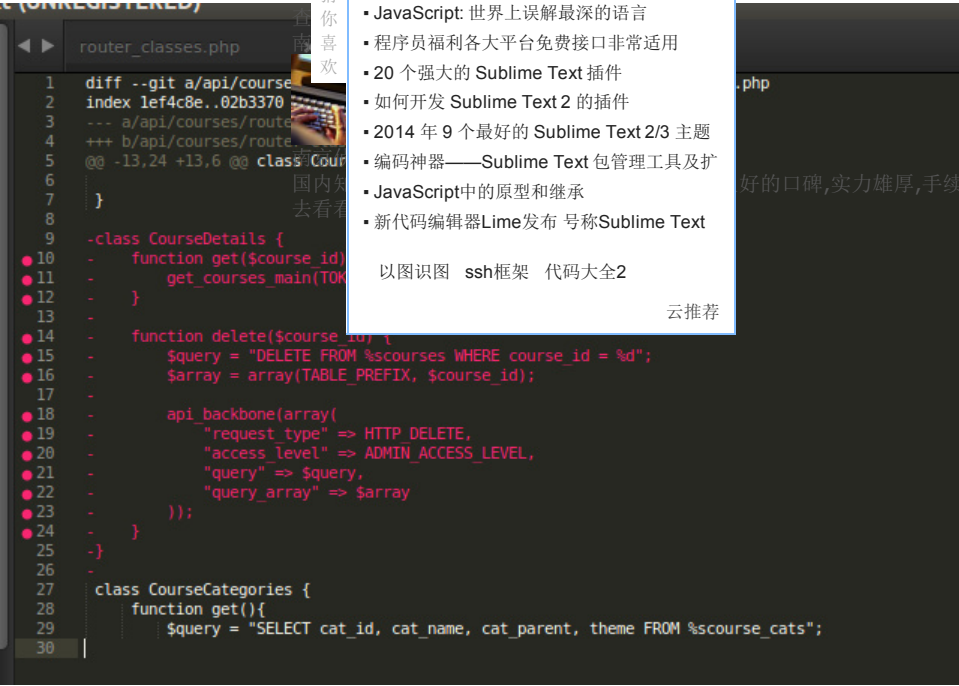 (UNREGISTERED)
router_classes.php
猜
你
喜
欢
▪ JavaScript: 世界上误解最深的语言
▪ 程序员福利各大平台免费接口非常适用
▪ 20 个强大的 Sublime Text 插件
▪ 如何开发 Sublime Text 2 的插件
▪ 2014 年 9 个最好的 Sublime Text 2/3 主题
▪ 编码神器——Sublime Text 包管理工具及扩
▪ JavaScript中的原型和继承
▪ 新代码编辑器Lime发布 号称Sublime Text
以图识图 ssh框架 代码大全2
云推荐
国内知
好的口碑,实力雄厚,手续
去看看
1 diff --git a/api/course .php
2 index 1ef4c8e..02b3370
3 --- a/api/courses/route
4 +++ b/api/courses/route
5 @@ -13,24 +13,6 @@ class Cour
6
7 }
8
9 -class CourseDetails {
10 - function get($course_id)
11 - get_courses_main(TOK
12 - }
13 -
14 - function delete($course_id) {
15 - $query = "DELETE FROM %scourses WHERE course_id = %d";
16 - $array = array(TABLE_PREFIX, $course_id);
17 -
18 - api_backbone(array(
19 - "request_type" => HTTP_DELETE,
20 - "access_level" => ADMIN_ACCESS_LEVEL,
21 - "query" => $query,
22 - "query_array" => $array
23 - ));
24 - }
25 -}
26 -
27 class CourseCategories {
28 function get(){
29 $query = "SELECT cat_id, cat_name, cat_parent, theme FROM %scourse_cats";
30